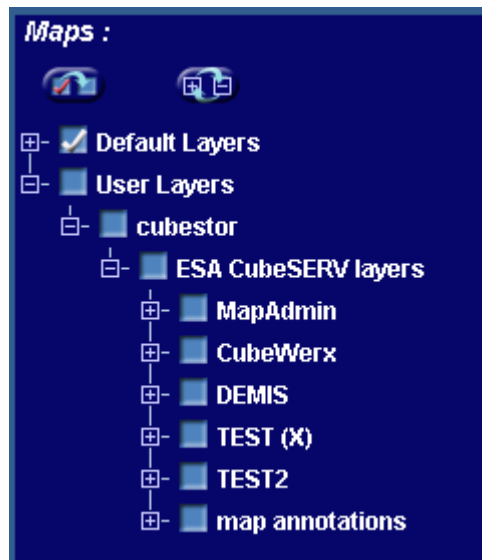 Maps :
Default Layers
User Layers
cubestor
ESA CubeSERV layers
MapAdmin
CubeWerx
DEMIS
TEST (X)
TEST2
map annotations